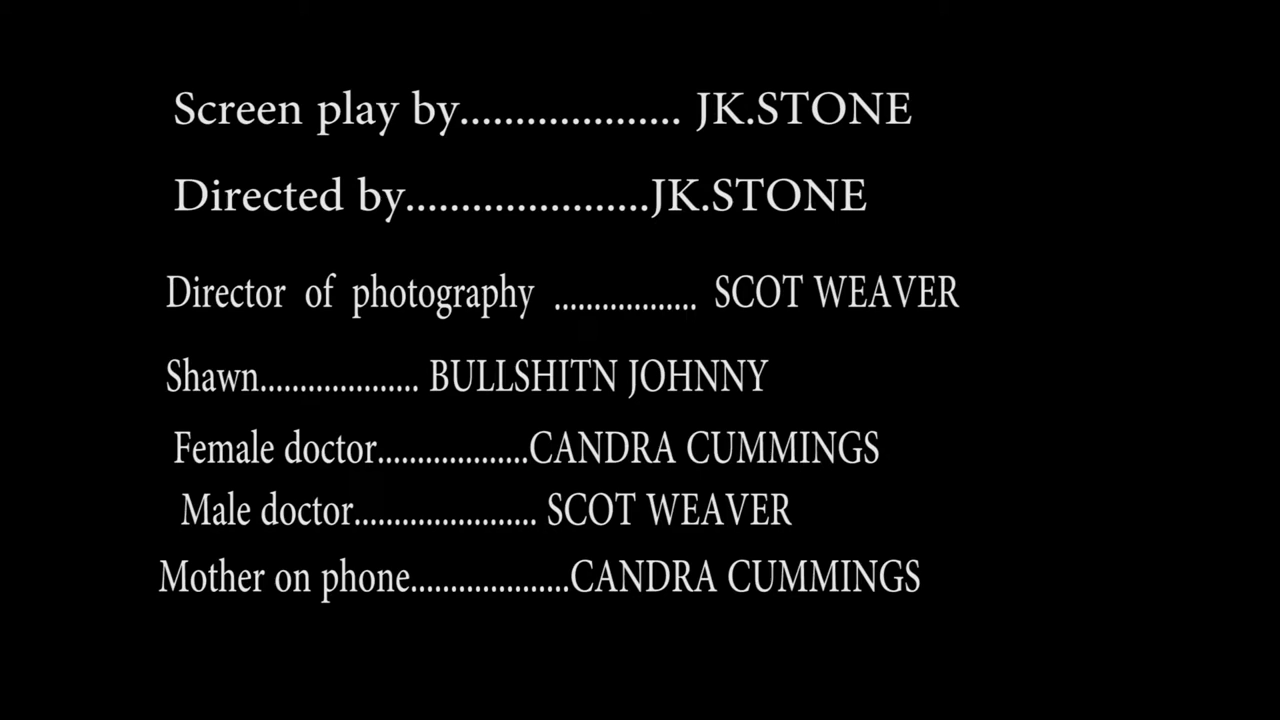 Screen play by.................... JK.STONE
Directed by......................JK.STONE
Director of photography .................. SCOT WEAVER
Shawn.................... BULLSHITN JOHNNY
Female doctor...................CANDRA CUMMINGS
Male doctor....................... SCOT WEAVER
Mother on phone....................CANDRA CUMMINGS